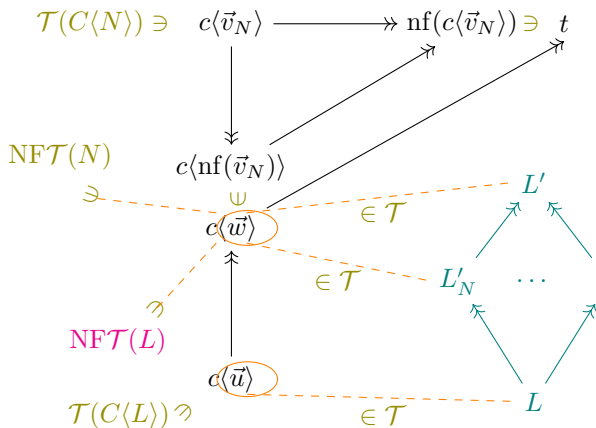 𝒯(C⟨N⟩) ∋ c⟨v⃗_N⟩ nf(c⟨v⃗_N⟩) ∋ t
NF𝒯(N)
∋
c⟨nf(v⃗_N)⟩
∋
L′
c⟨w⃗⟩
∈ 𝒯
∈ 𝒯
L′_N ⋯
∋
NF𝒯(L)
c⟨u⃗⟩
L
𝒯(C⟨L⟩) ∋
∈ 𝒯